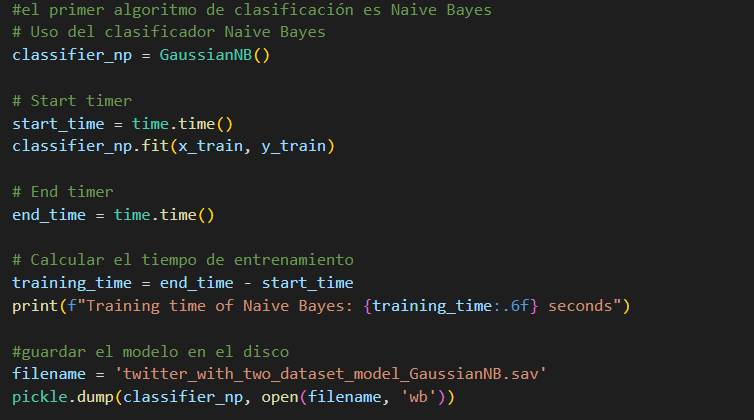 #el primer algoritmo de clasificación es Naive Bayes
# Uso del clasificador Naive Bayes
classifier_np = GaussianNB()
# Start timer
start_time = time.time()
classifier_np.fit(x_train, y_train)
# End timer
end_time = time.time()
# Calcular el tiempo de entrenamiento
training_time = end_time - start_time
print(f"Training time of Naive Bayes: {training_time:.6f} seconds")
#guardar el modelo en el disco
filename = 'twitter_with_two_dataset_model_GaussianNB.sav'
pickle.dump(classifier_np, open(filename, 'wb'))